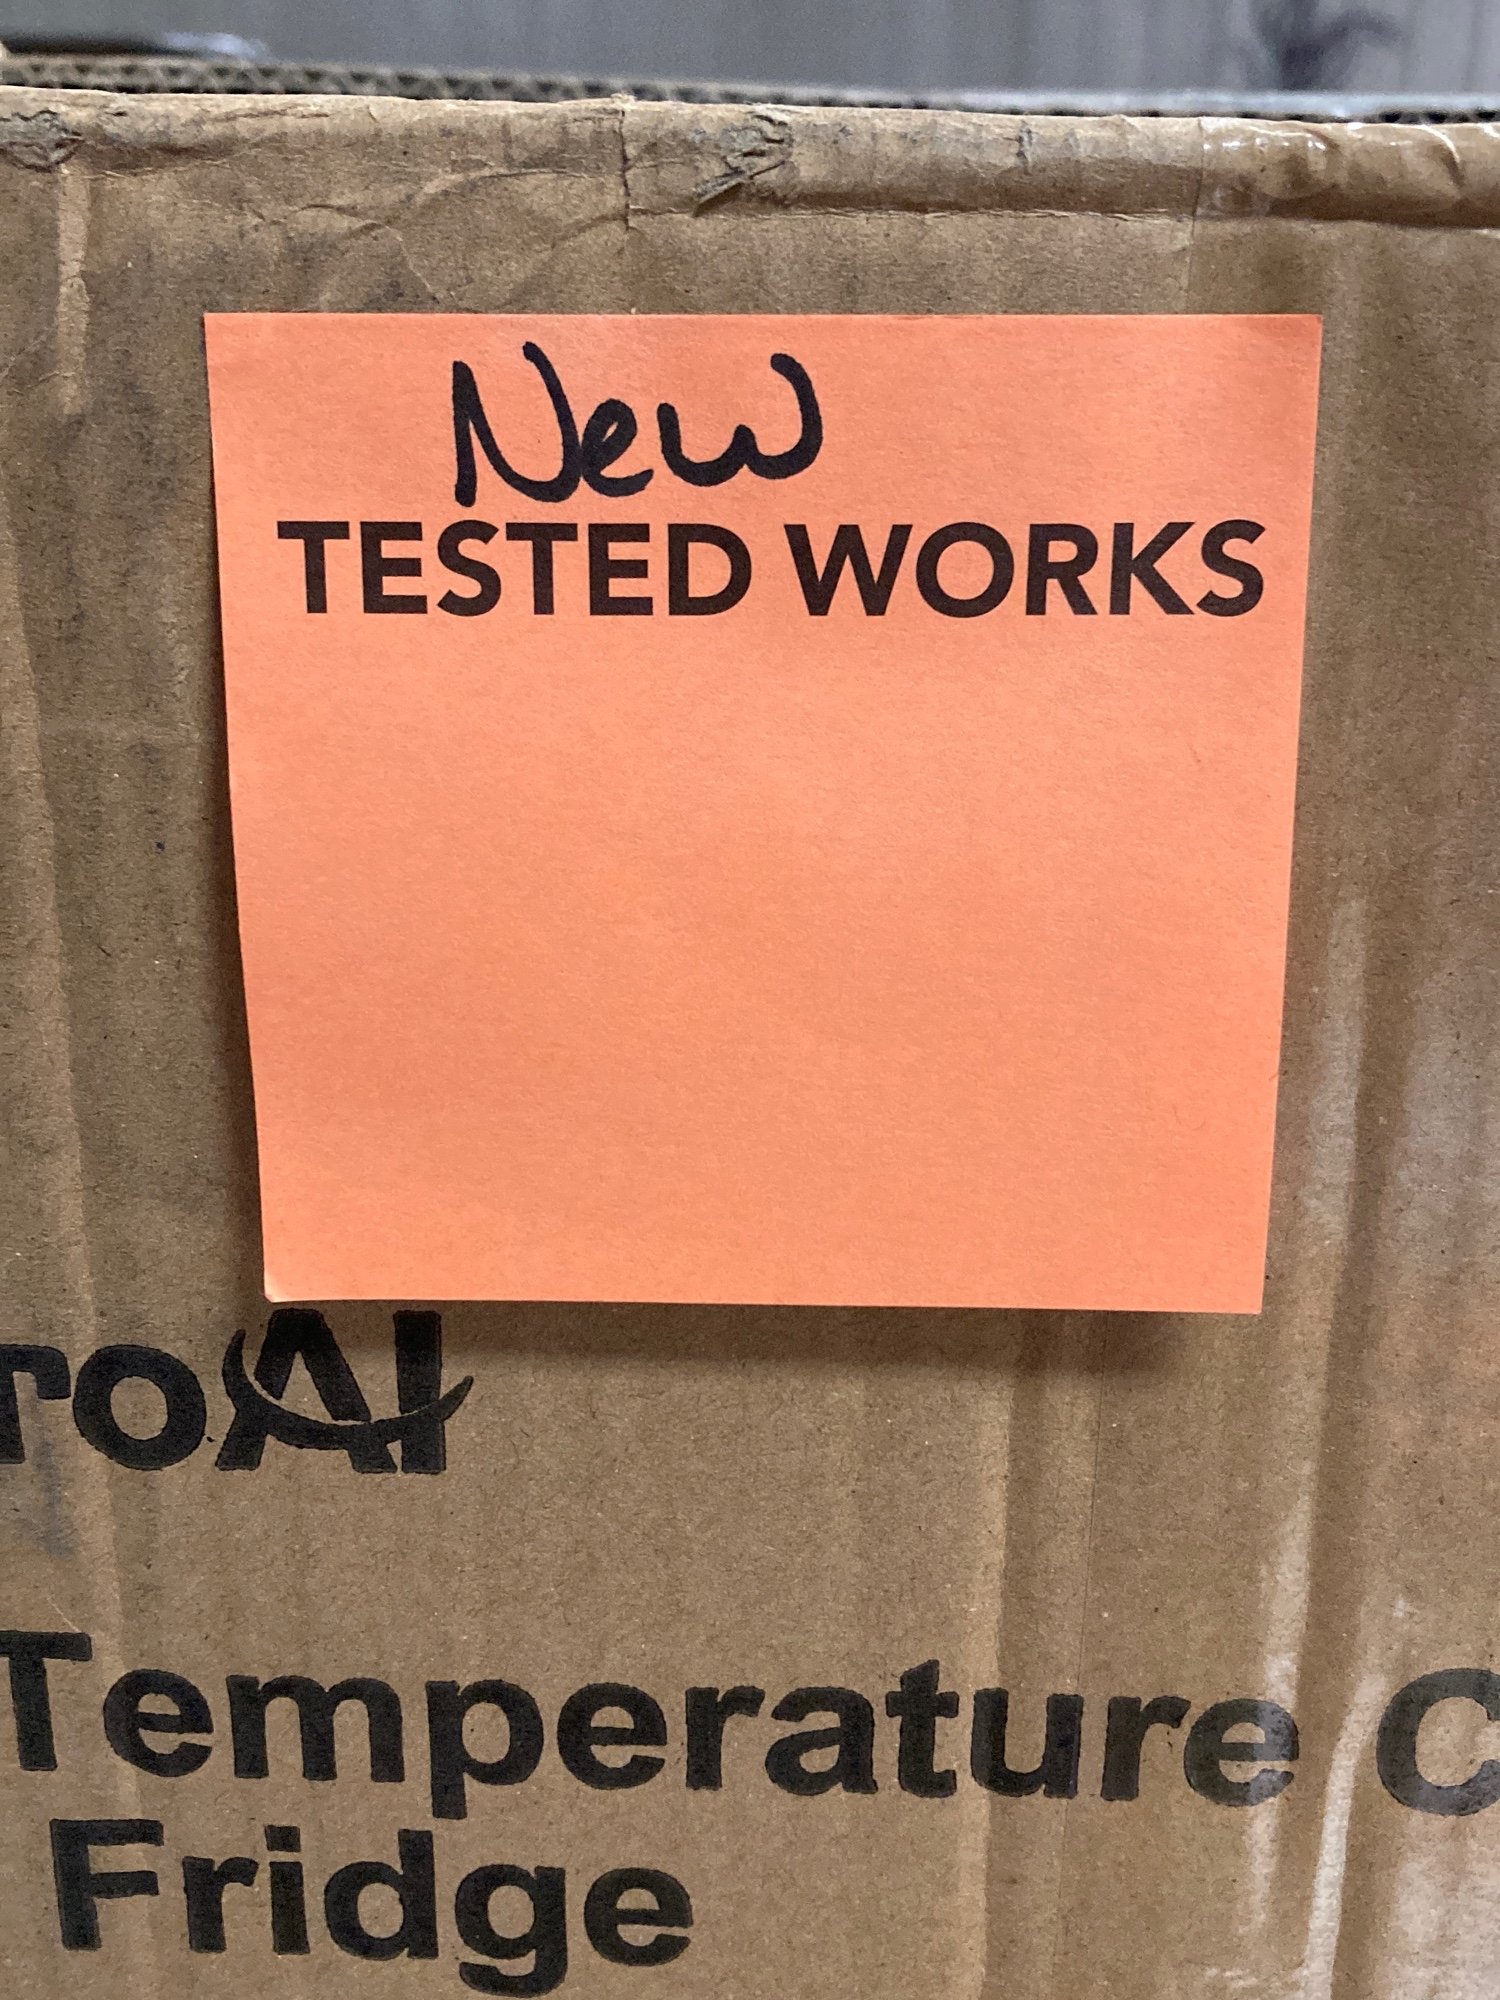 New
TESTED WORKS
roAI
Temperature C
Fridge